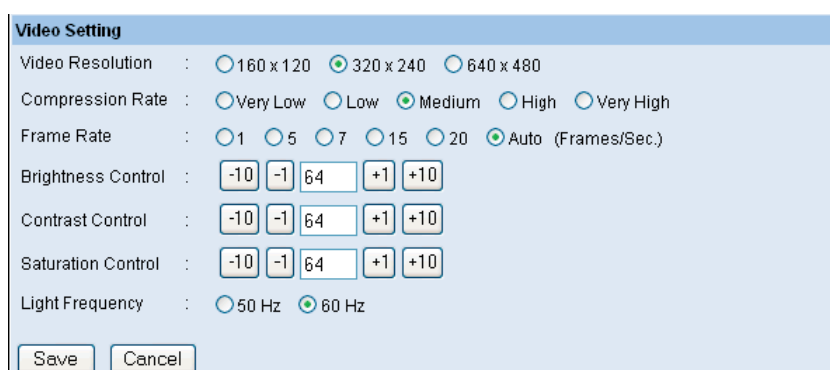 Video Setting
Video Resolution : 160 x 120 320 x 240 640 x 480
Compression Rate : Very Low Low Medium High Very High
Frame Rate : 1 5 7 15 20 Auto (Frames/Sec.)
Brightness Control : -10 -1 64 +1 +10
Contrast Control : -10 -1 64 +1 +10
Saturation Control : -10 -1 64 +1 +10
Light Frequency : 50 Hz 60 Hz
Save Cancel